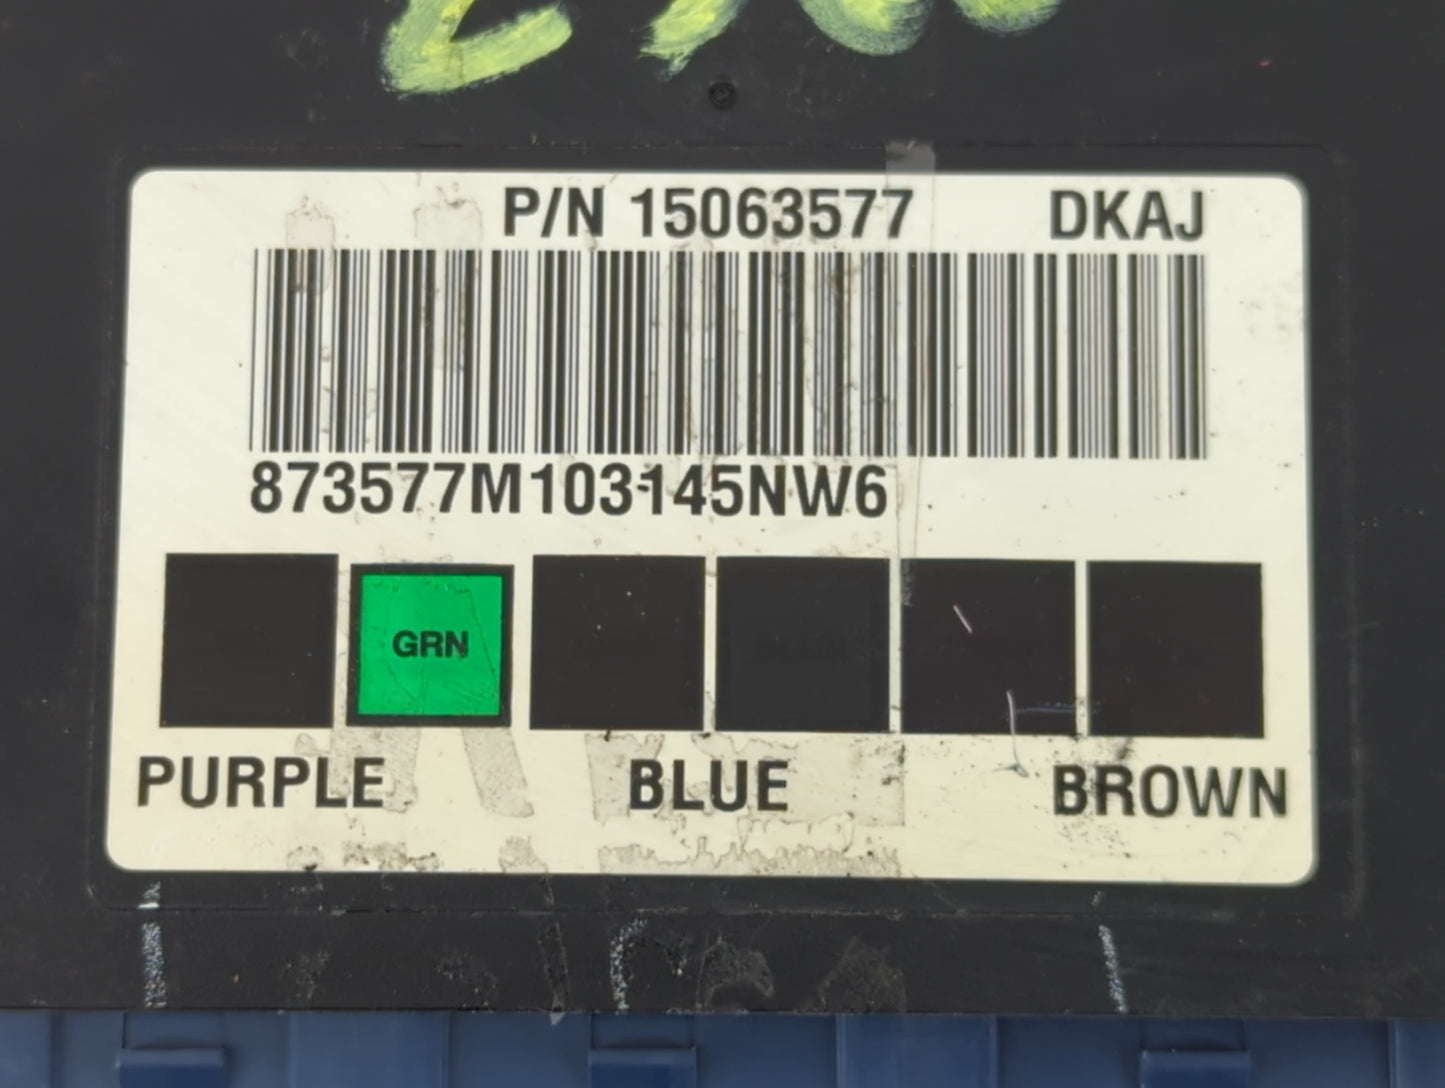 P/N 15063577 DKAJ
873577M103145NW6
GRN
PURPLE BLUE BROWN